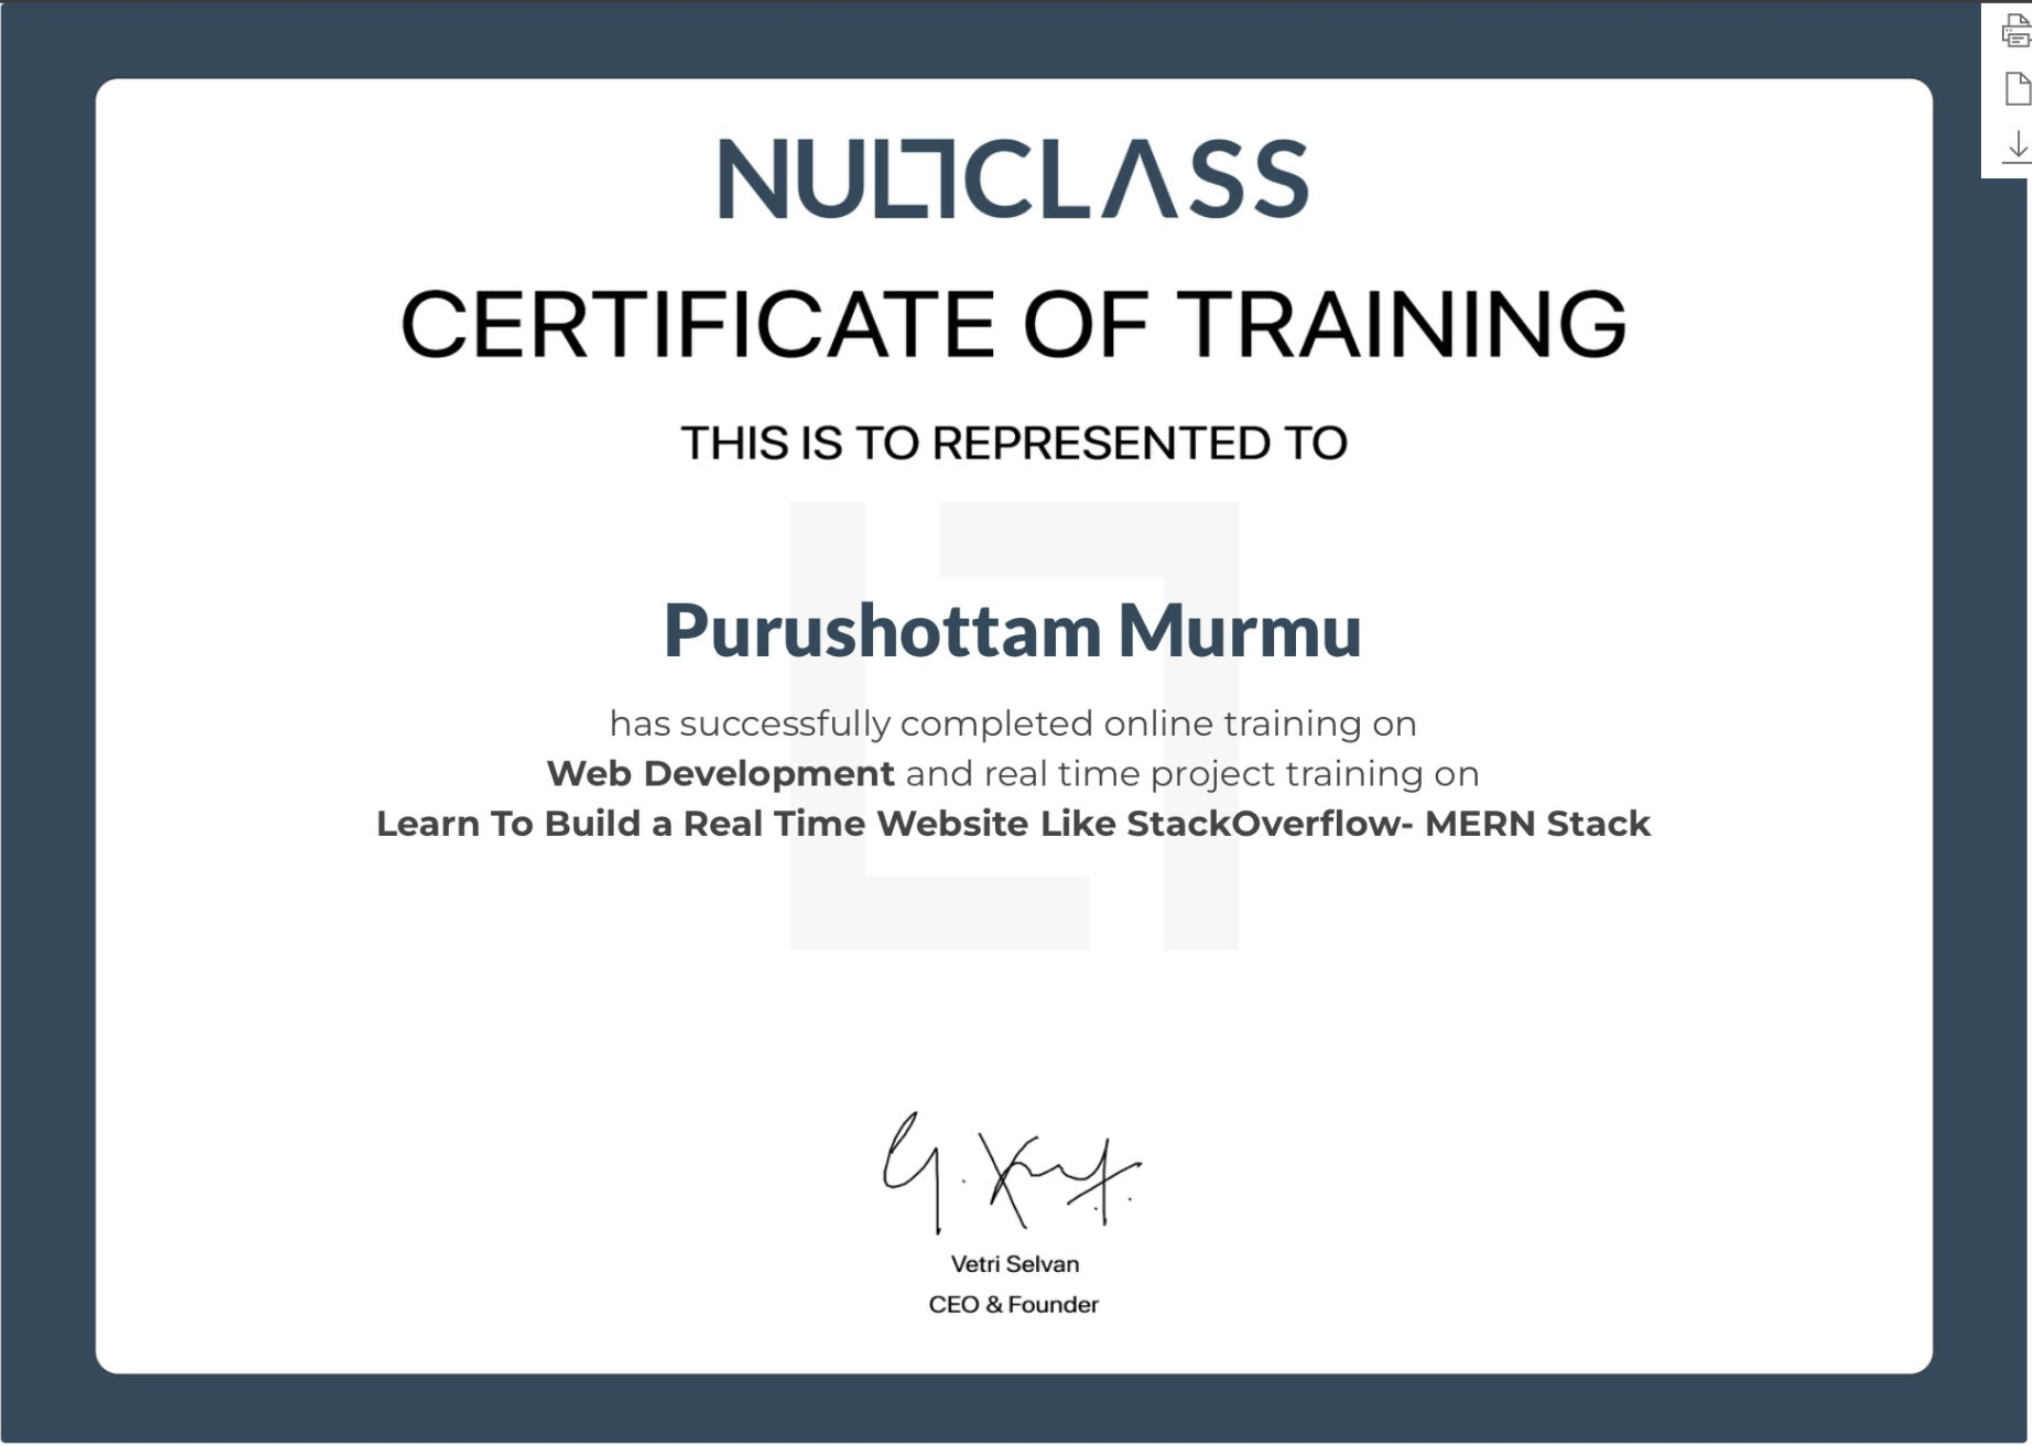 NULLCLASS
CERTIFICATE OF TRAINING
THIS IS TO REPRESENTED TO
Purushottam Murmu
has successfully completed online training on
Web Development and real time project training on
Learn To Build a Real Time Website Like StackOverflow- MERN Stack
Vetri Selvan
CEO & Founder